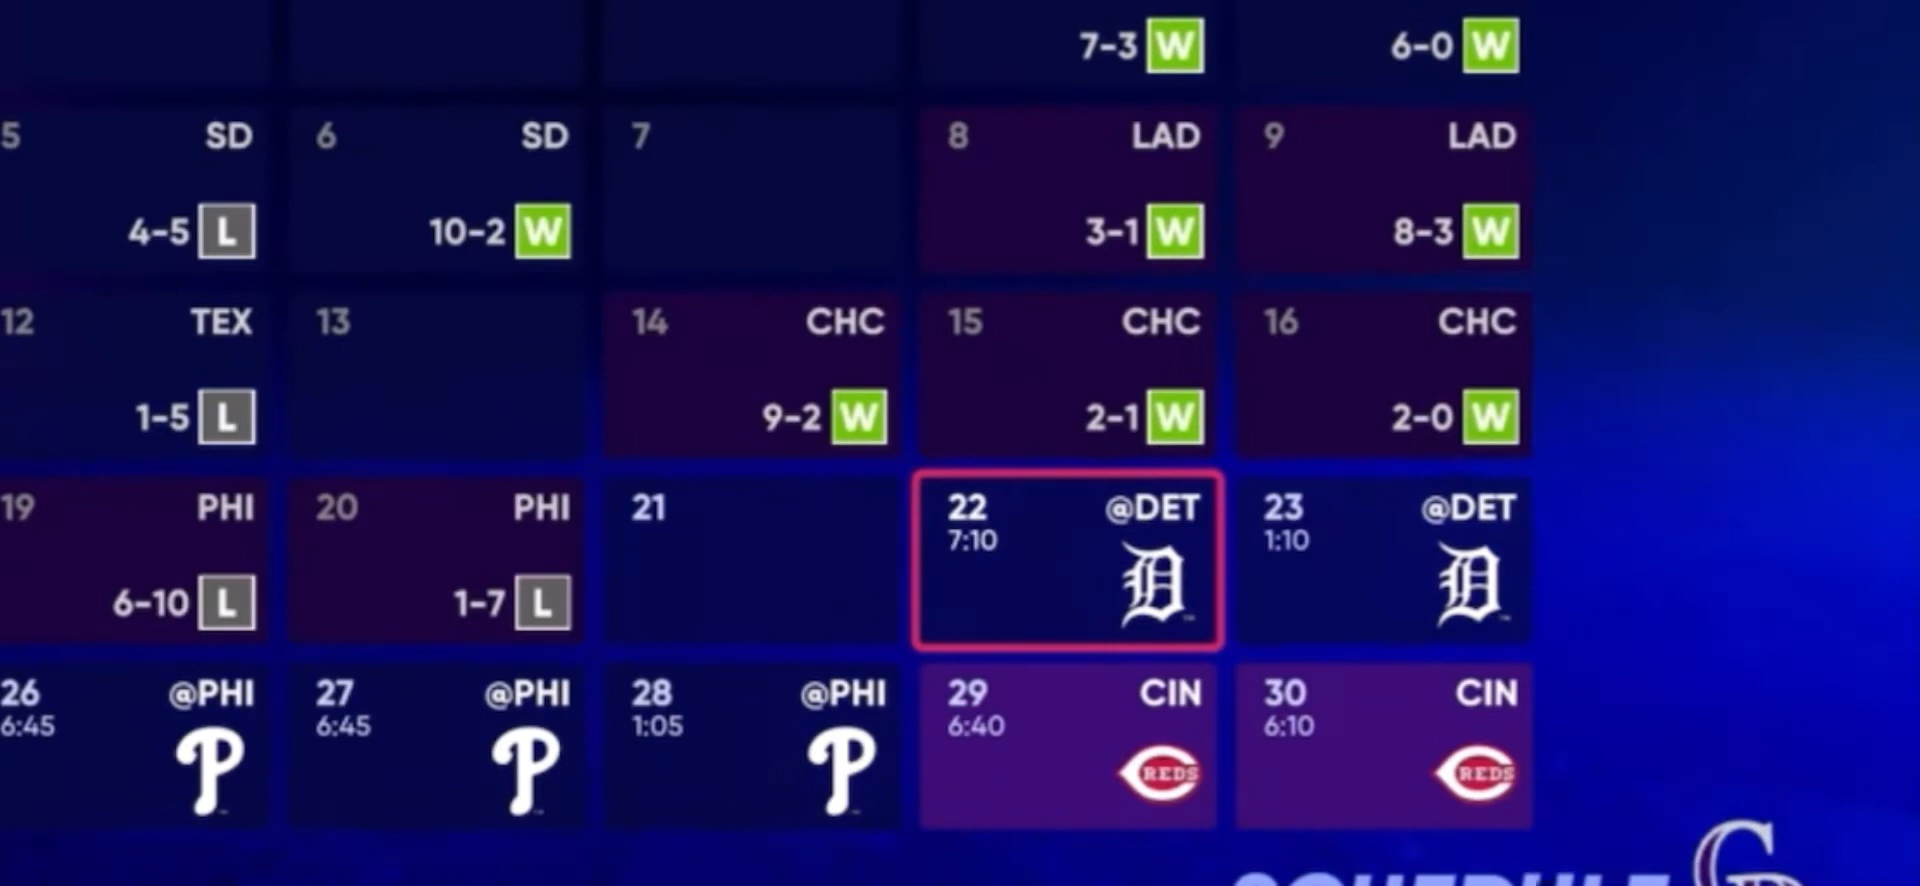 7-3 W
6-0 W
5 SD
4-5 L
6 SD
10-2 W
7
8 LAD
3-1 W
9 LAD
8-3 W
12 TEX
1-5 L
13
14 CHC
9-2 W
15 CHC
2-1 W
16 CHC
2-0 W
19 PHI
6-10 L
20 PHI
1-7 L
21
22 @DET
7:10
D
23 @DET
1:10
D
26 @PHI
6:45
P
27 @PHI
6:45
P
28 @PHI
1:05
P
29 CIN
6:40
REDS
30 CIN
6:10
REDS
SCHEDULE CR